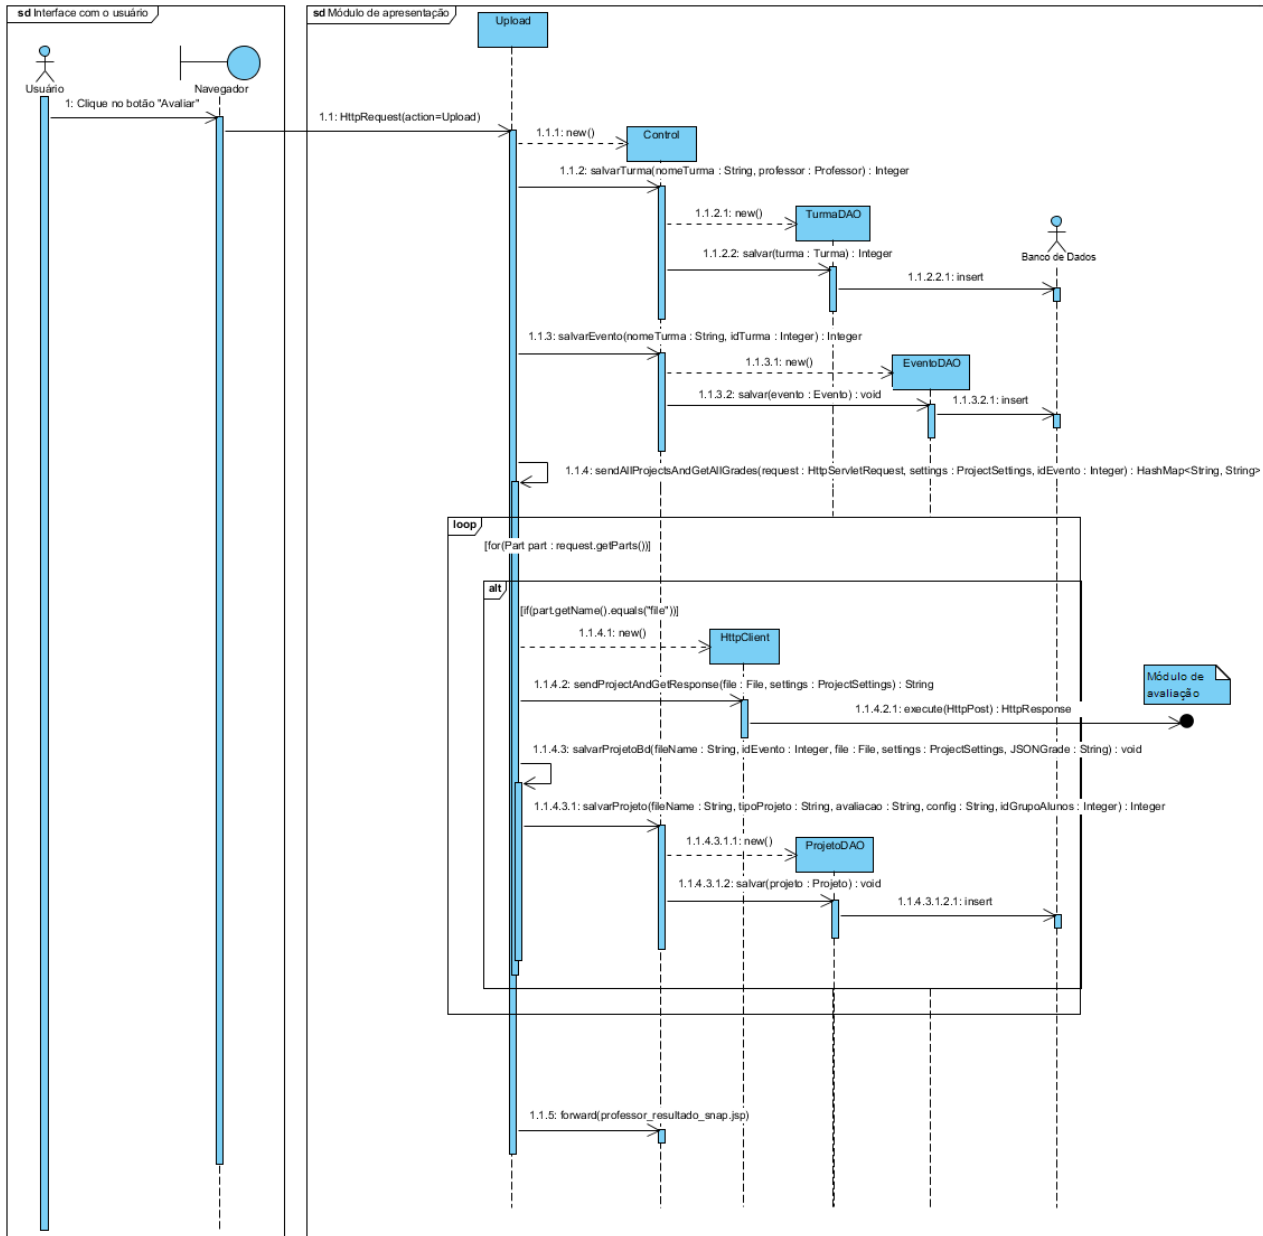 sd Interface com o usuário
sd Módulo de apresentação
Upload
Usuário
Navegador
1: Clique no botão "Avaliar"
1.1: HttpRequest(action=Upload)
1.1.1: new()
Control
1.1.2: salvarTurma(nomeTurma : String, professor : Professor) : Integer
1.1.2.1: new()
TurmaDAO
1.1.2.2: salvar(turma : Turma) : Integer
Banco de Dados
1.1.2.2.1: insert
1.1.3: salvarEvento(nomeTurma : String, idTurma : Integer) : Integer
1.1.3.1: new()
EventoDAO
1.1.3.2: salvar(evento : Evento) : void
1.1.3.2.1: insert
1.1.4: sendAllProjectsAndGetAllGrades(request : HttpServletRequest, settings : ProjectSettings, idEvento : Integer) : HashMap<String, String>
loop
[for(Part part : request.getParts())]
alt
[if(part.getName().equals("file"))]
1.1.4.1: new()
HttpClient
1.1.4.2: sendProjectAndGetResponse(file : File, settings : ProjectSettings) : String
Módulo de
avaliação
1.1.4.2.1: execute(HttpPost) : HttpResponse
1.1.4.3: salvarProjetoBd(fileName : String, idEvento : Integer, file : File, settings : ProjectSettings, JSONGrade : String) : void
1.1.4.3.1: salvarProjeto(fileName : String, tipoProjeto : String, avaliacao : String, config : String, idGrupoAlunos : Integer) : Integer
1.1.4.3.1.1: new()
ProjetoDAO
1.1.4.3.1.2: salvar(projeto : Projeto) : void
1.1.4.3.1.2.1: insert
1.1.5: forward(professor_resultado_snap.jsp)